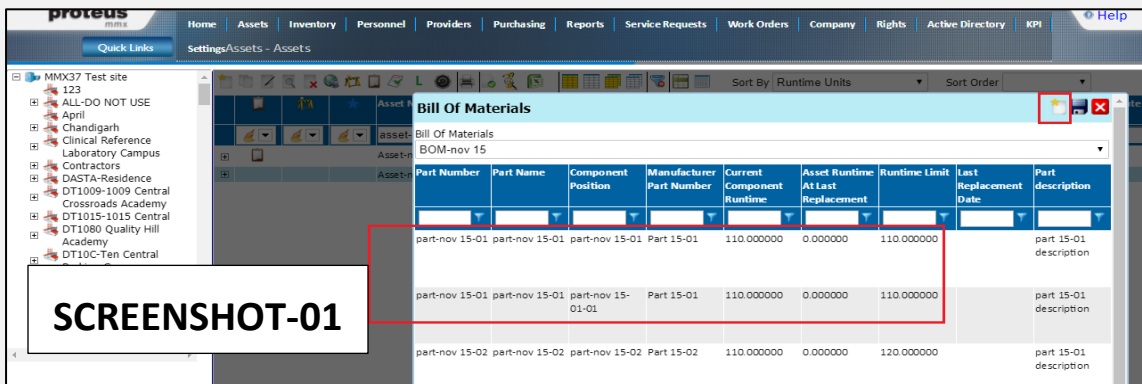 proteus
mmx
Home Assets Inventory Personnel Providers Purchasing Reports Service Requests Work Orders Company Rights Active Directory KPI Help
Quick Links SettingsAssets - Assets
MMX37 Test site
123
ALL-DO NOT USE
April
Chandigarh
Clinical Reference
Laboratory Campus
Contractors
DASTA-Residence
DT1009-1009 Central
Crossroads Academy
DT1015-1015 Central
DT1080 Quality Hill
Academy
DT10C-Ten Central
Sort By Runtime Units Sort Order
Asset N
asset-
Asset-n
Asset-n
Bill Of Materials
Bill Of Materials
BOM-nov 15
Part Number Part Name Component Manufacturer Current Asset Runtime Runtime Limit Last Part
Position Part Number Component At Last Replacement description
Runtime Replacement Date
part-nov 15-01 part-nov 15-01 part-nov 15-01 Part 15-01 110.000000 0.000000 110.000000 part 15-01
description
part-nov 15-01 part-nov 15-01 part-nov 15- Part 15-01 110.000000 0.000000 110.000000 part 15-01
01-01 description
part-nov 15-02 part-nov 15-02 part-nov 15-02 Part 15-02 110.000000 0.000000 120.000000 part 15-01
description
SCREENSHOT-01